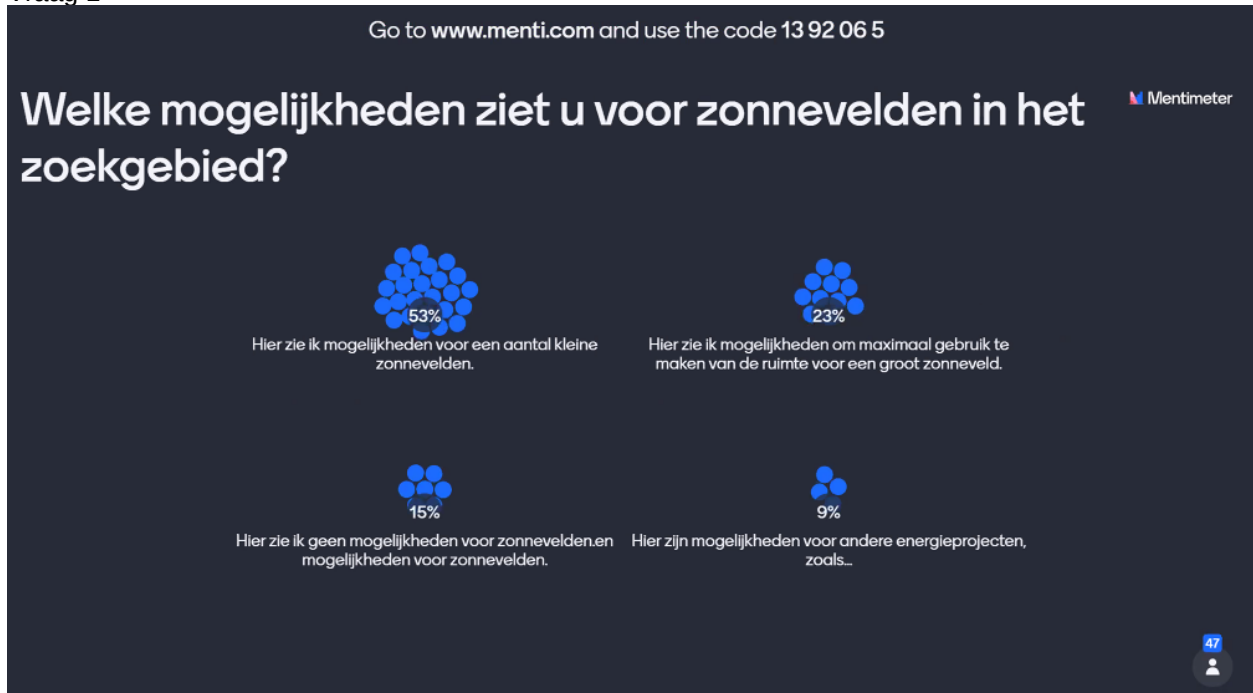 Go to www.menti.com and use the code 13 92 06 5
Welke mogelijkheden ziet u voor zonnevelden in het
zoekgebied?
Mentimeter
53%
Hier zie ik mogelijkheden voor een aantal kleine
zonnevelden.
23%
Hier zie ik mogelijkheden om maximaal gebruik te
maken van de ruimte voor een groot zonneveld.
15%
Hier zie ik geen mogelijkheden voor zonnevelden.en
mogelijkheden voor zonnevelden.
9%
Hier zijn mogelijkheden voor andere energieprojecten,
zoals...
47